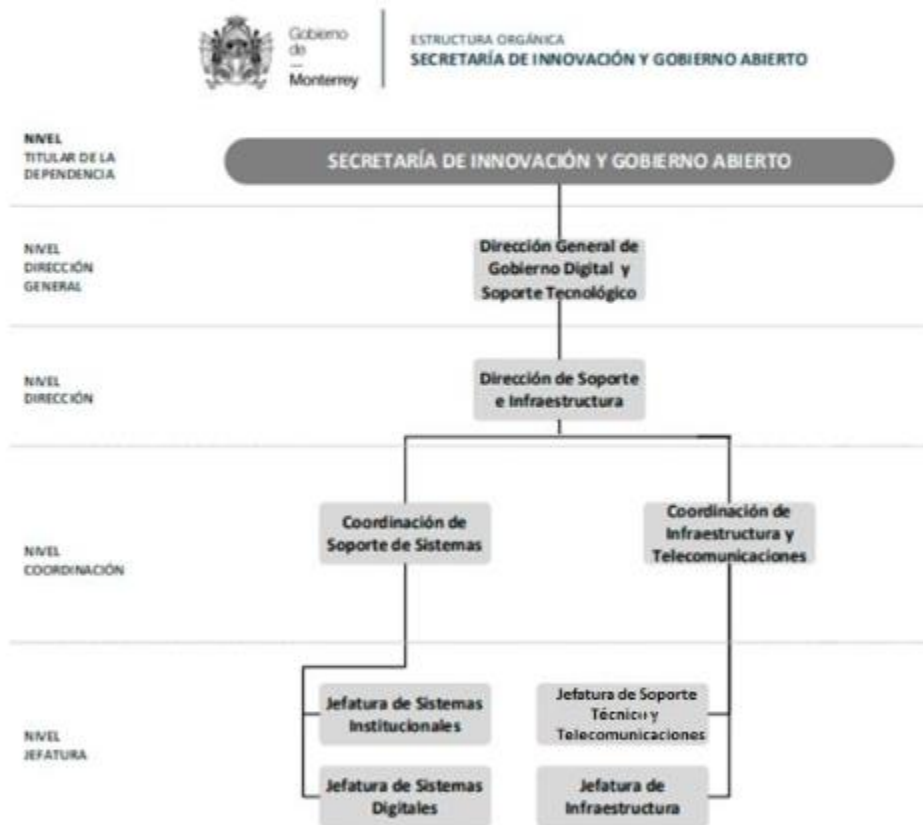 Gobierno
de
—
Monterrey
ESTRUCTURA ORGÁNICA
SECRETARÍA DE INNOVACIÓN Y GOBIERNO ABIERTO
NIVEL
TITULAR DE LA
DEPENDENCIA
SECRETARÍA DE INNOVACIÓN Y GOBIERNO ABIERTO
NIVEL
DIRECCIÓN
GENERAL
Dirección General de
Gobierno Digital y
Soporte Tecnológico
NIVEL
DIRECCIÓN
Dirección de Soporte
e Infraestructura
NIVEL
COORDINACIÓN
Coordinación de
Soporte de Sistemas
Coordinación de
Infraestructura y
Telecomunicaciones
NIVEL
JEFATURA
Jefatura de Sistemas
Institucionales
Jefatura de Soporte
Técnico y
Telecomunicaciones
Jefatura de Sistemas
Digitales
Jefatura de
Infraestructura